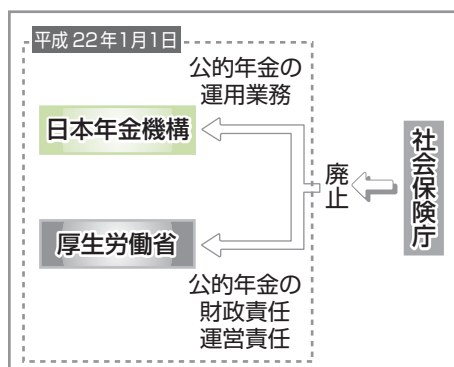 平成22年1月1日
公的年金の
運用業務
日本年金機構
社会保険庁
廃止
厚生労働省
公的年金の
財政責任
運営責任